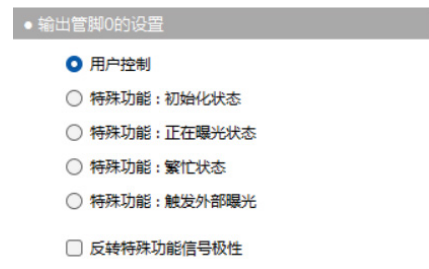 ● 输出管脚0的设置
用户控制
特殊功能：初始化状态
特殊功能：正在曝光状态
特殊功能：繁忙状态
特殊功能：触发外部曝光
反转特殊功能信号极性